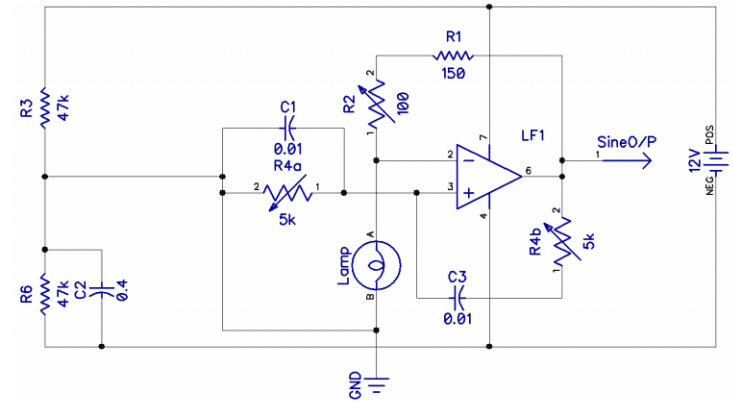 R1
150
2
R2
100
1
R3
47k
C1
0.01
R4a
2
1
5k
LF1
7
2
3
6
4
SineO/P
1
12V
POS
NEG
A
Lamp
B
R4b
2
5k
1
C3
0.01
R6
47k
C2
0.4
GND